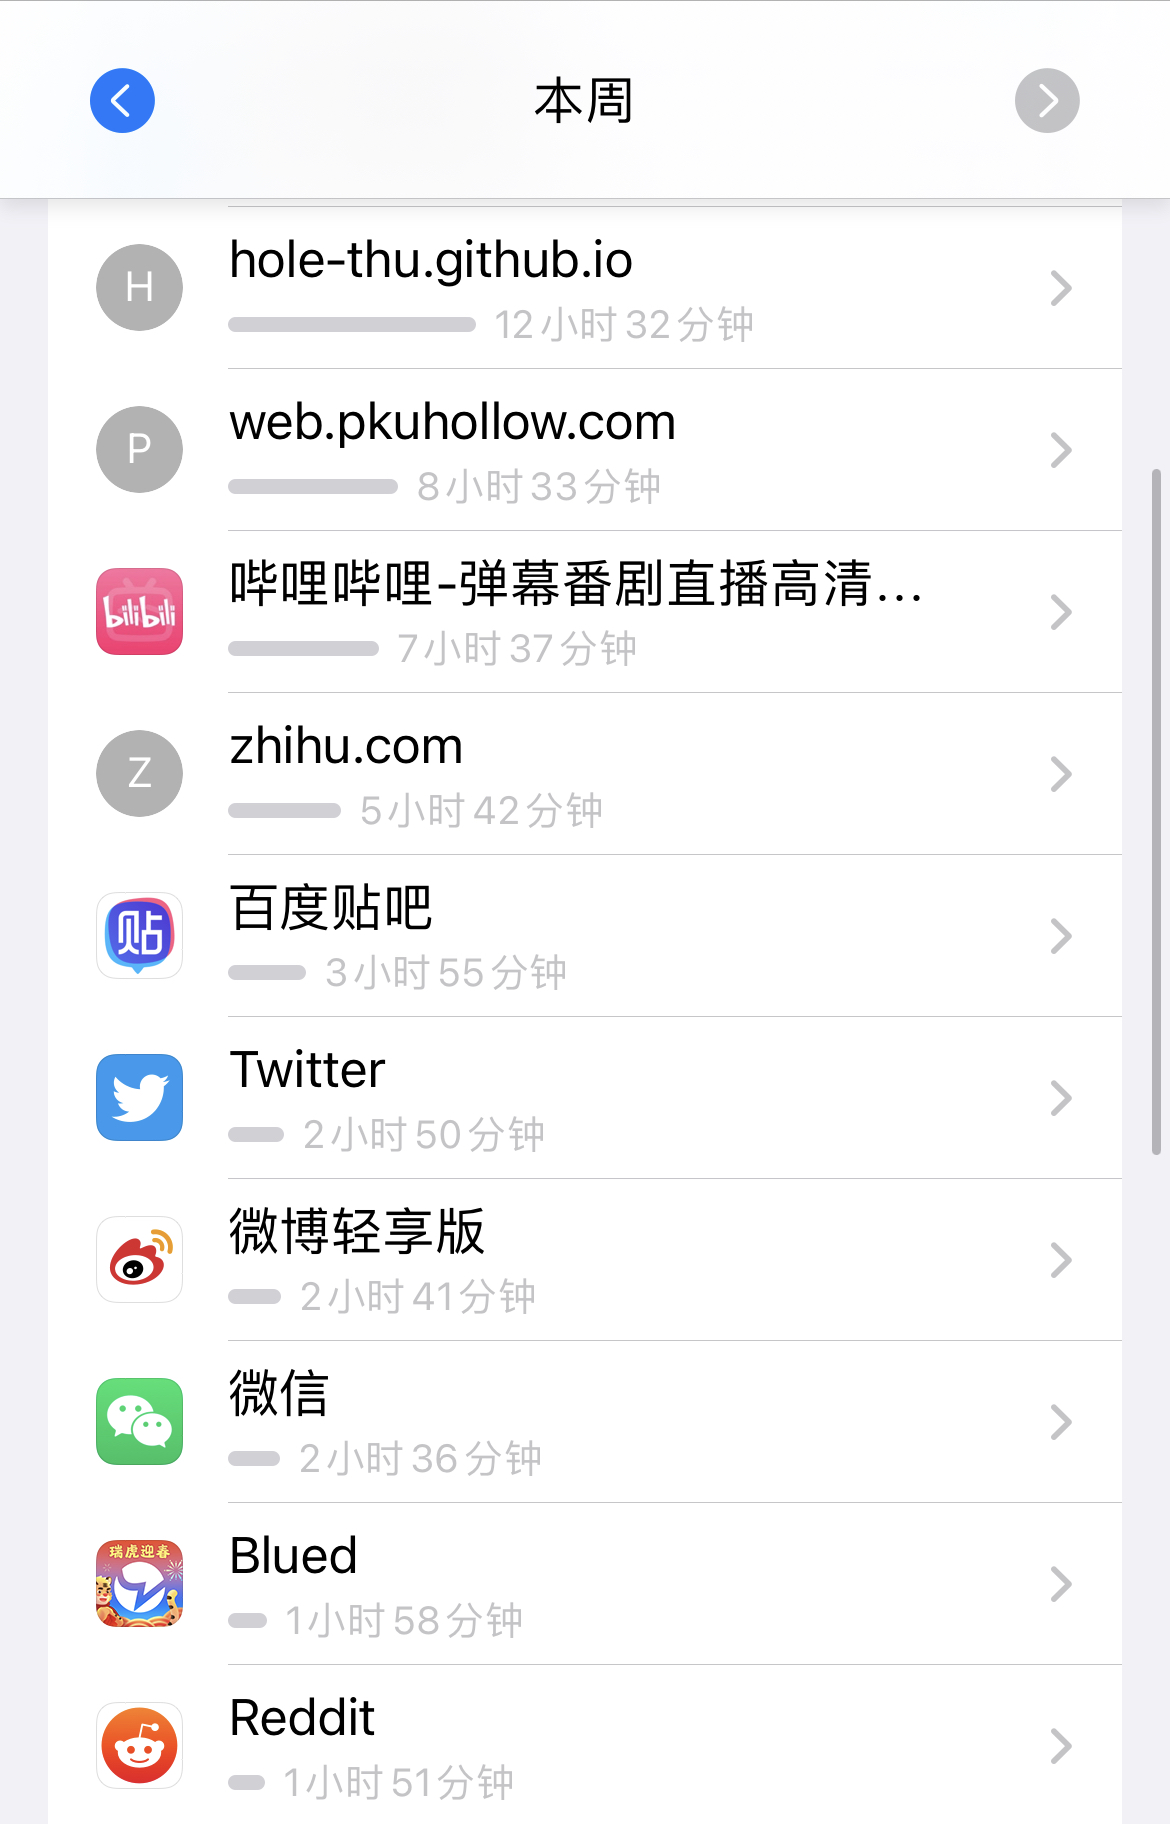 本周
H
hole-thu.github.io
12小时32分钟
P
web.pkuhollow.com
8小时33分钟
bilibili
哔哩哔哩-弹幕番剧直播高清...
7小时37分钟
Z
zhihu.com
5小时42分钟
贴
百度贴吧
3小时55分钟
Twitter
2小时50分钟
微博轻享版
2小时41分钟
微信
2小时36分钟
瑞虎迎春
Blued
1小时58分钟
Reddit
1小时51分钟